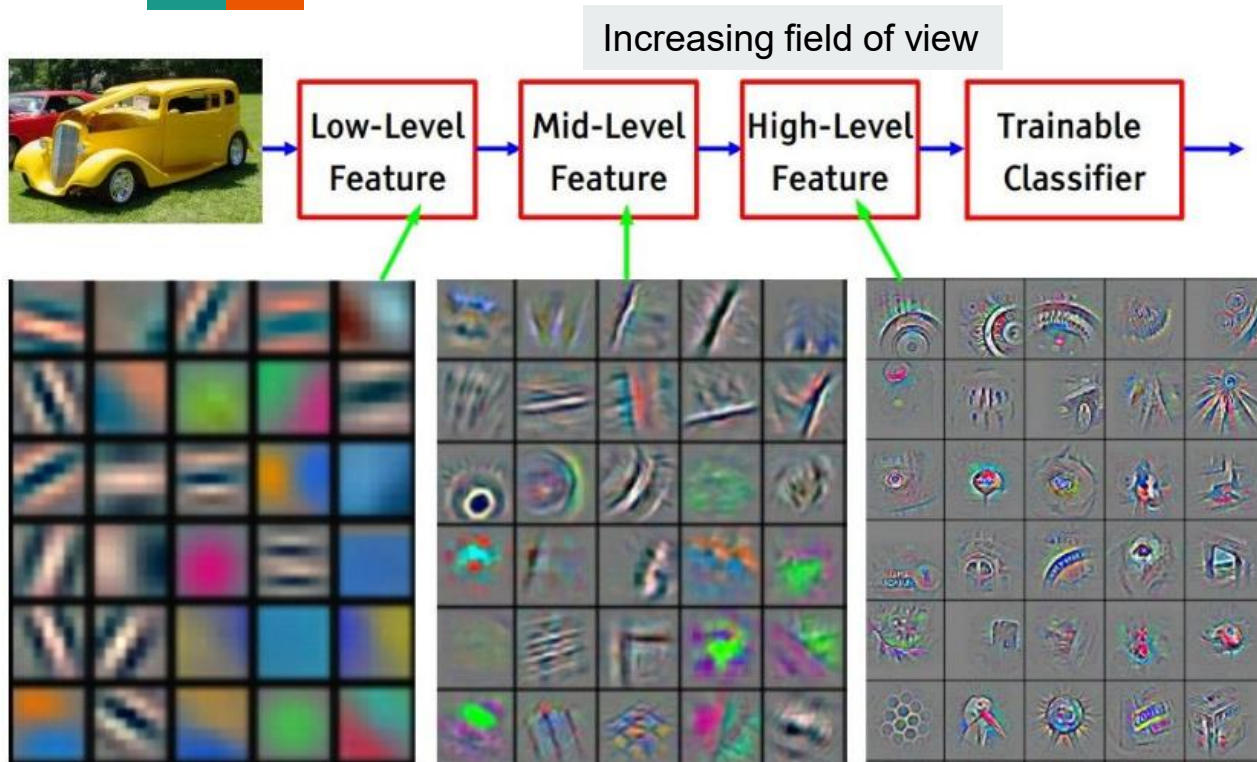 Increasing field of view
Low-Level
Feature
Mid-Level
Feature
High-Level
Feature
Trainable
Classifier